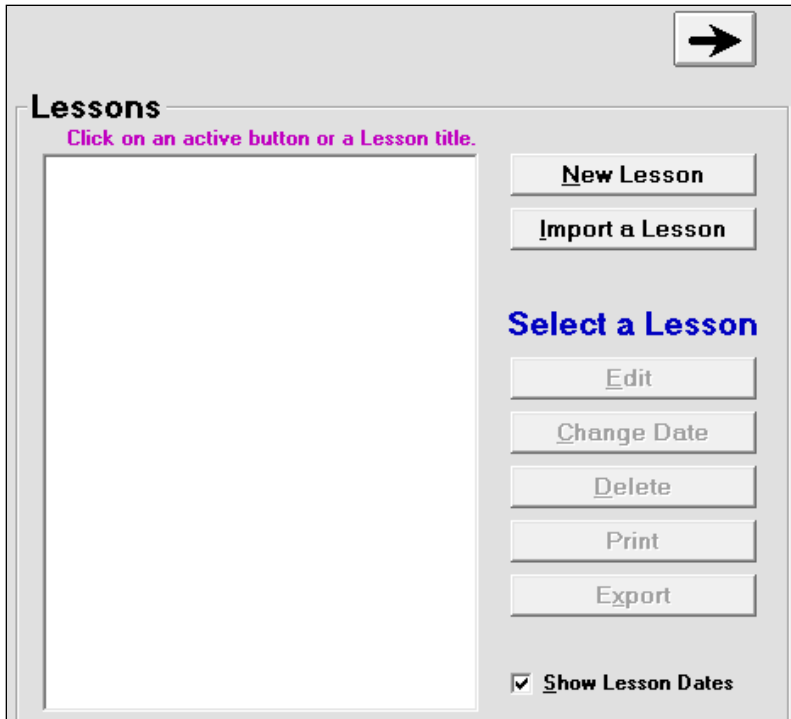 Lessons
Click on an active button or a Lesson title.
New Lesson
Import a Lesson
Select a Lesson
Edit
Change Date
Delete
Print
Export
Show Lesson Dates